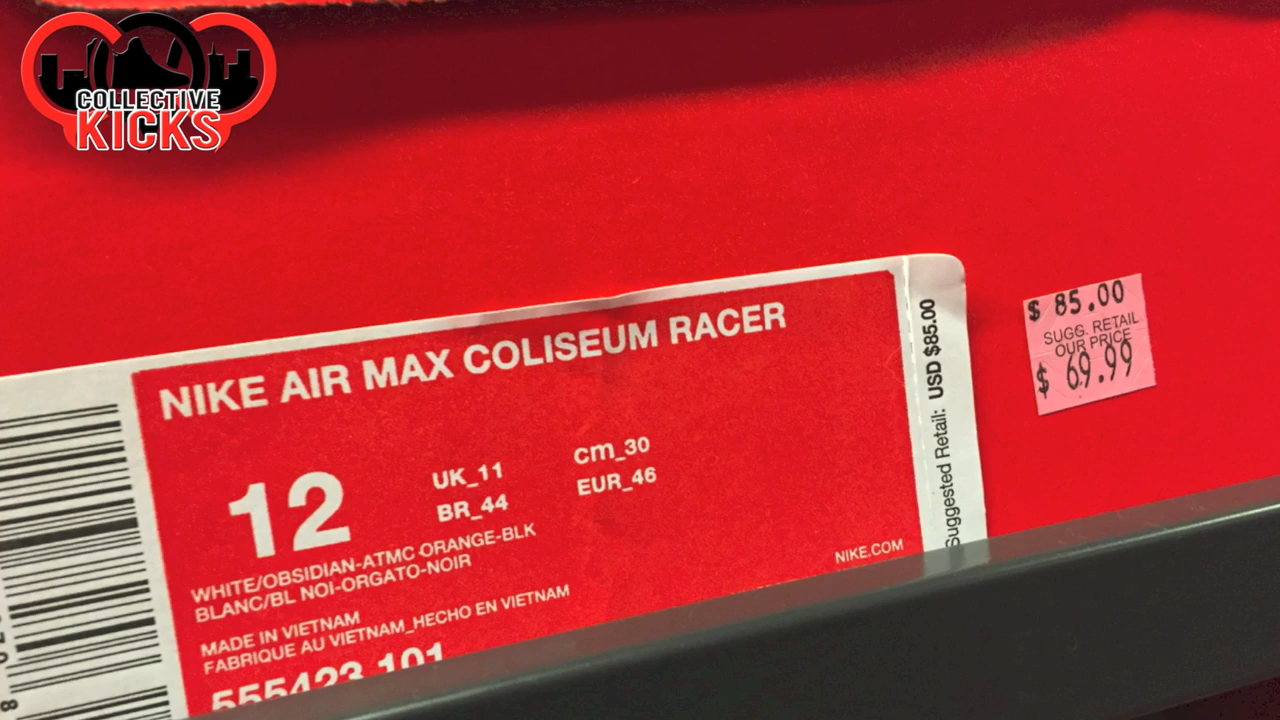 COLLECTIVE
KICKS
NIKE AIR MAX COLISEUM RACER
12
UK_11
cm_30
BR_44
EUR_46
WHITE/OBSIDIAN-ATMC ORANGE-BLK
BLANC/BL NOI-ORGATO-NOIR
MADE IN VIETNAM
FABRIQUE AU VIETNAM_HECHO EN VIETNAM
555423 101
NIKE.COM
Suggested Retail: USD $85.00
$ 85.00
SUGG. RETAIL
OUR PRICE
$ 69.99